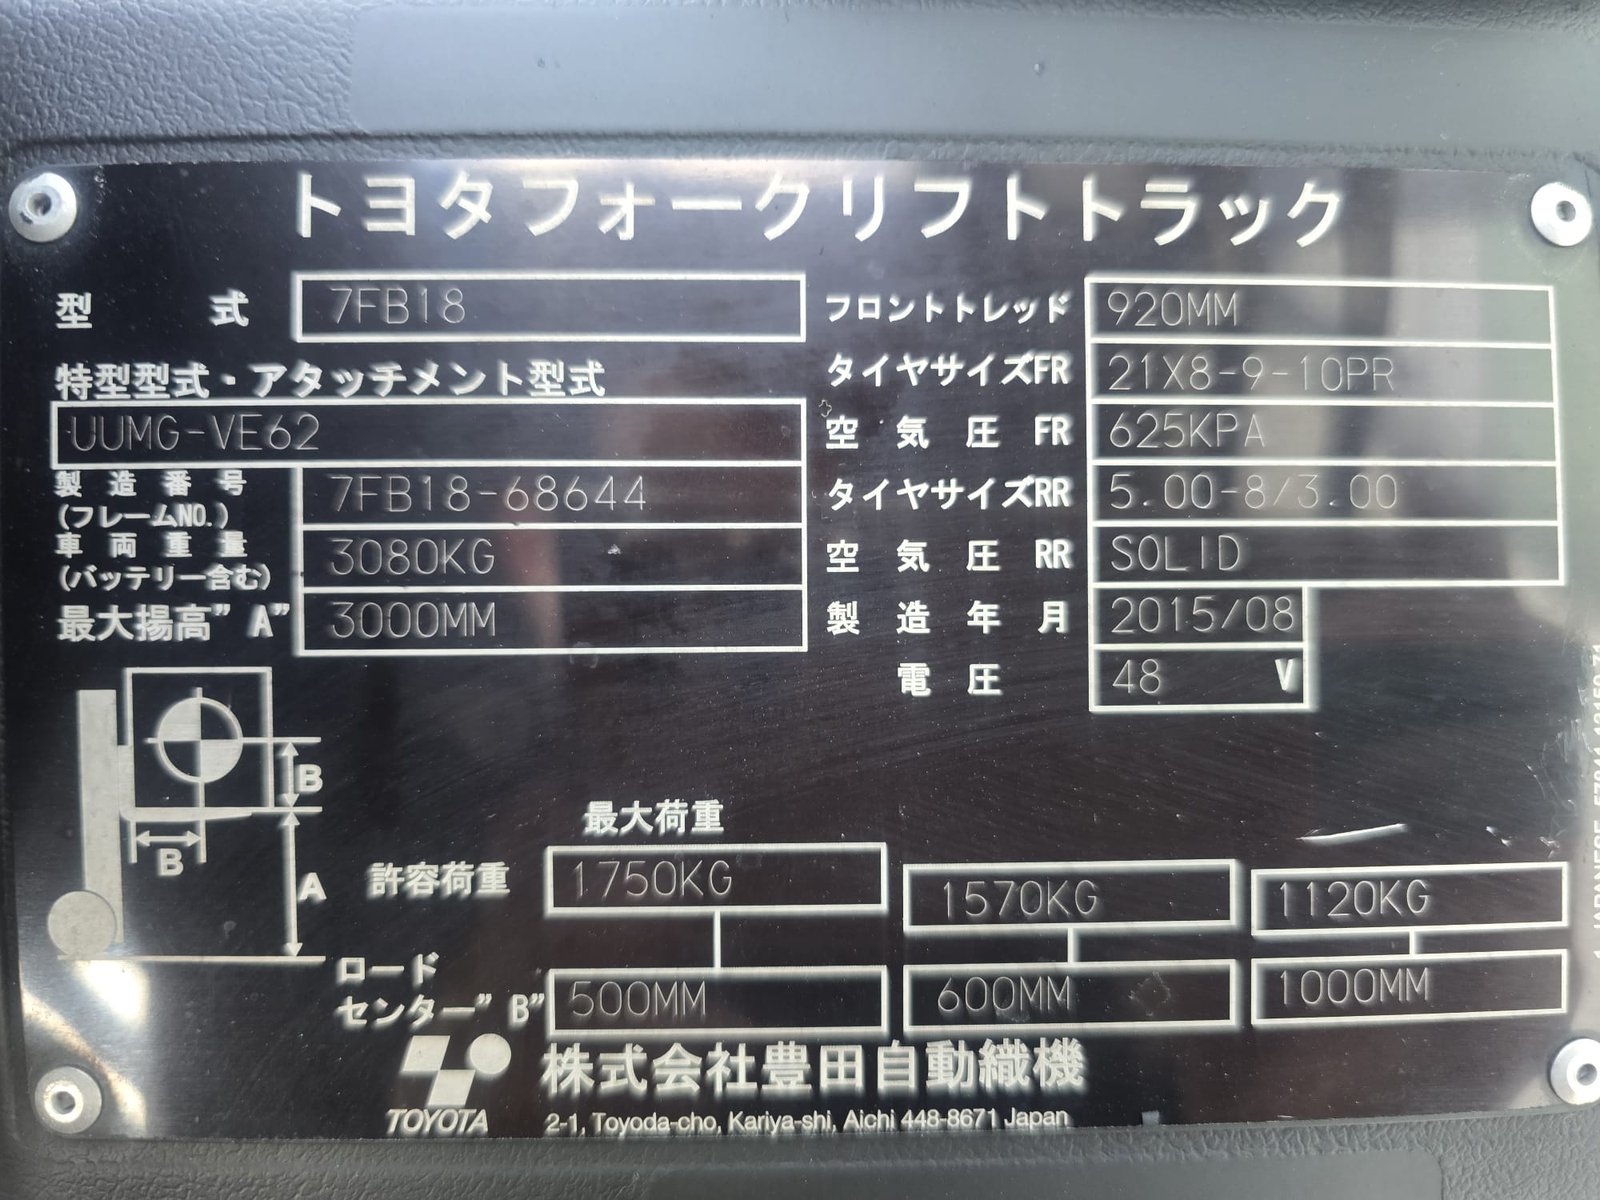 トヨタフォークリフトトラック
型 式 7FB18
特型型式・アタッチメント型式
UUMG-VE62
製造番号 7FB18-68644
(フレームNO.)
車両重量 3080KG
(バッテリー含む)
最大揚高"A" 3000MM
フロントトレッド 920MM
タイヤサイズFR 21X8-9-10PR
空気圧 FR 625KPA
タイヤサイズRR 5.00-8/3.00
空気圧 RR SOLID
製造年月 2015/08
電圧 48 V
B
B
A
最大荷重
許容荷重 1750KG 1570KG 1120KG
ロード
センター"B" 500MM 600MM 1000MM
TOYOTA
株式会社豊田自動織機
2-1, Toyoda-cho, Kariya-shi, Aichi 448-8671 Japan
JAPANESE